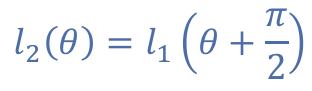 l₂(θ) = l₁(θ + π/2)